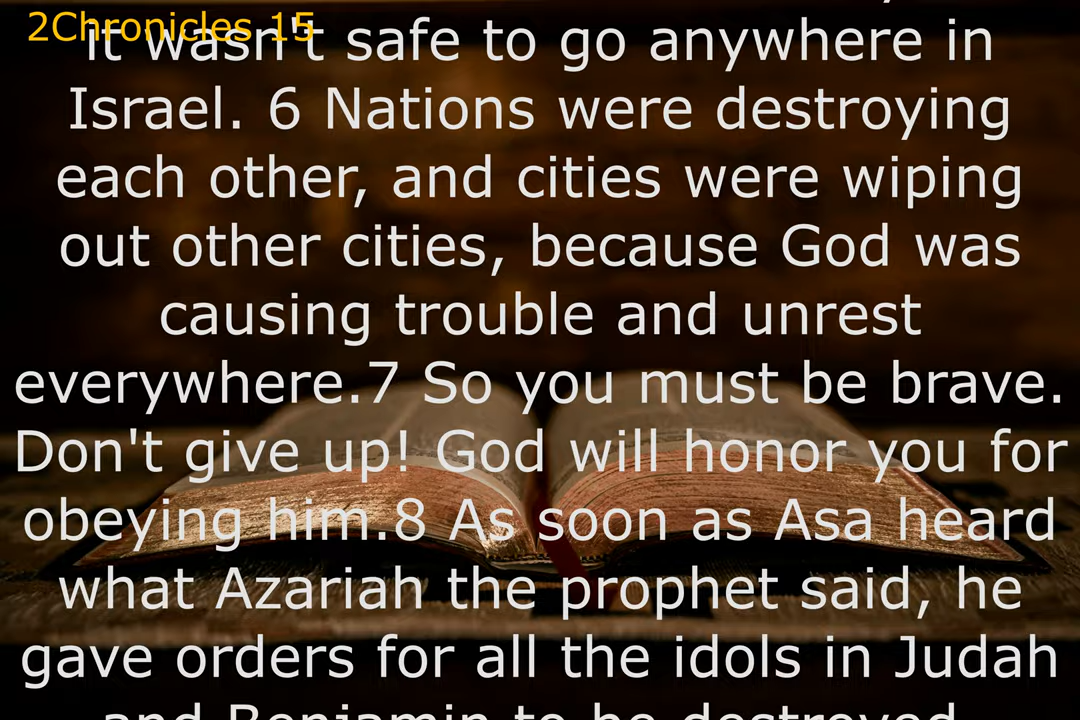 2Chronicles 15
it wasn't safe to go anywhere in
Israel. 6 Nations were destroying
each other, and cities were wiping
out other cities, because God was
causing trouble and unrest
everywhere.7 So you must be brave.
Don't give up! God will honor you for
obeying him.8 As soon as Asa heard
what Azariah the prophet said, he
gave orders for all the idols in Judah
and Benjamin to be destroyed